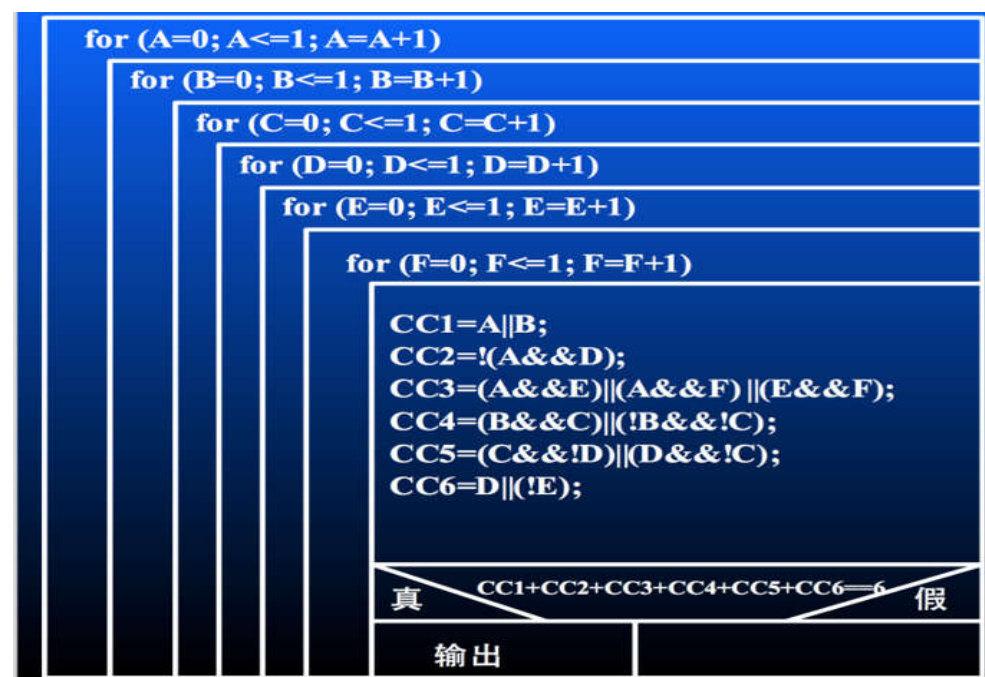 for (A=0; A<=1; A=A+1)
for (B=0; B<=1; B=B+1)
for (C=0; C<=1; C=C+1)
for (D=0; D<=1; D=D+1)
for (E=0; E<=1; E=E+1)
for (F=0; F<=1; F=F+1)
CC1=A||B;
CC2=!(A&&D);
CC3=(A&&E)||(A&&F)||(E&&F);
CC4=(B&&C)||(!B&&!C);
CC5=(C&&!D)||(D&&!C);
CC6=D||(!E);
真 CC1+CC2+CC3+CC4+CC5+CC6==6 假
输出